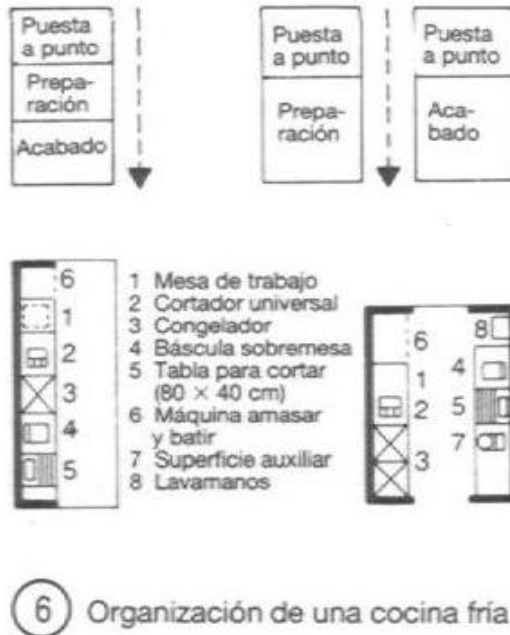 Puesta
a punto
Prepa-
ración
Acabado
Puesta
a punto
Prepa-
ración
Puesta
a punto
Aca-
bado
6
1
2
3
4
5
1 Mesa de trabajo
2 Cortador universal
3 Congelador
4 Báscula sobremesa
5 Tabla para cortar
(80 × 40 cm)
6 Máquina amasar
y batir
7 Superficie auxiliar
8 Lavamanos
6
1
2
3
8
4
5
7
6 Organización de una cocina fría